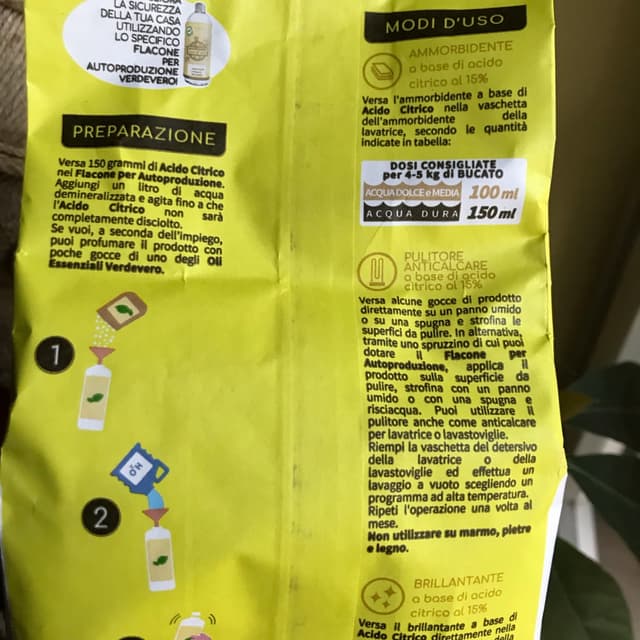 LA SICUREZZA
DELLA TUA CASA
UTILIZZANDO
LO SPECIFICO
FLACONE
PER
AUTOPRODUZIONE
VERDEVERO!
PREPARAZIONE
Versa 150 grammi di Acido Citrico
nel Flacone per Autoproduzione.
Aggiungi un litro di acqua
demineralizzata e agita fino a che
l'Acido Citrico non sarà
completamente disciolto.
Se vuoi, a seconda dell'impiego,
puoi profumare il prodotto con
poche gocce di uno degli Oli
Essenziali Verdevero.
1
H₂O
2
MODI D'USO
AMMORBIDENTE
a base di acido
citrico al 15%
Versa l'ammorbidente a base di
Acido Citrico nella vaschetta
dell'ammorbidente della
lavatrice, secondo le quantità
indicate in tabella:
DOSI CONSIGLIATE
per 4-5 kg di BUCATO
ACQUA DOLCE e MEDIA 100 ml
ACQUA DURA 150 ml
PULITORE
ANTICALCARE
a base di acido
citrico al 15%
Versa alcune gocce di prodotto
direttamente su un panno umido
o su una spugna e strofina le
superfici da pulire. In alternativa,
tramite uno spruzzino di cui puoi
dotare il Flacone per
Autoproduzione, applica il
prodotto sulla superficie da
pulire, strofina con un panno
umido o con una spugna e
risciacqua. Puoi utilizzare il
pulitore anche come anticalcare
per lavatrice o lavastoviglie.
Riempi la vaschetta del detersivo
della lavatrice o della
lavastoviglie ed effettua un
lavaggio a vuoto scegliendo un
programma ad alta temperatura.
Ripeti l'operazione una volta al
mese.
Non utilizzare su marmo, pietre
e legno.
BRILLANTANTE
a base di acido
citrico al 15%
Versa il brillantante a base di
Acido Citrico direttamente nella